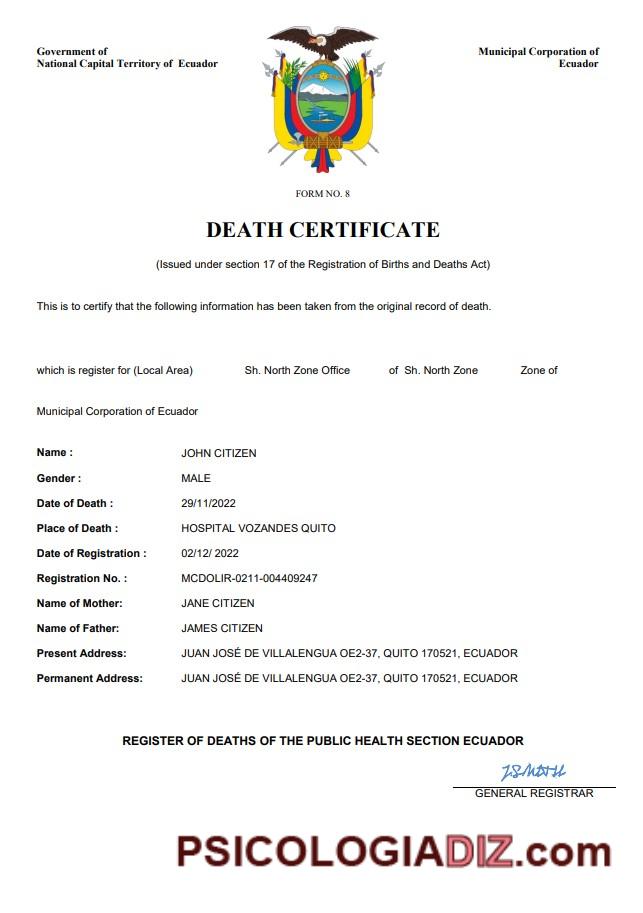 Government of
National Capital Territory of Ecuador
Municipal Corporation of
Ecuador
FORM NO. 8
DEATH CERTIFICATE
(Issued under section 17 of the Registration of Births and Deaths Act)
This is to certify that the following information has been taken from the original record of death.
which is register for (Local Area) Sh. North Zone Office of Sh. North Zone Zone of
Municipal Corporation of Ecuador
Name : JOHN CITIZEN
Gender : MALE
Date of Death : 29/11/2022
Place of Death : HOSPITAL VOZANDES QUITO
Date of Registration : 02/12/ 2022
Registration No. : MCDOLIR-0211-004409247
Name of Mother: JANE CITIZEN
Name of Father: JAMES CITIZEN
Present Address: JUAN JOSÉ DE VILLALENGUA OE2-37, QUITO 170521, ECUADOR
Permanent Address: JUAN JOSÉ DE VILLALENGUA OE2-37, QUITO 170521, ECUADOR
REGISTER OF DEATHS OF THE PUBLIC HEALTH SECTION ECUADOR
GENERAL REGISTRAR
PSICOLOGIADIZ.com